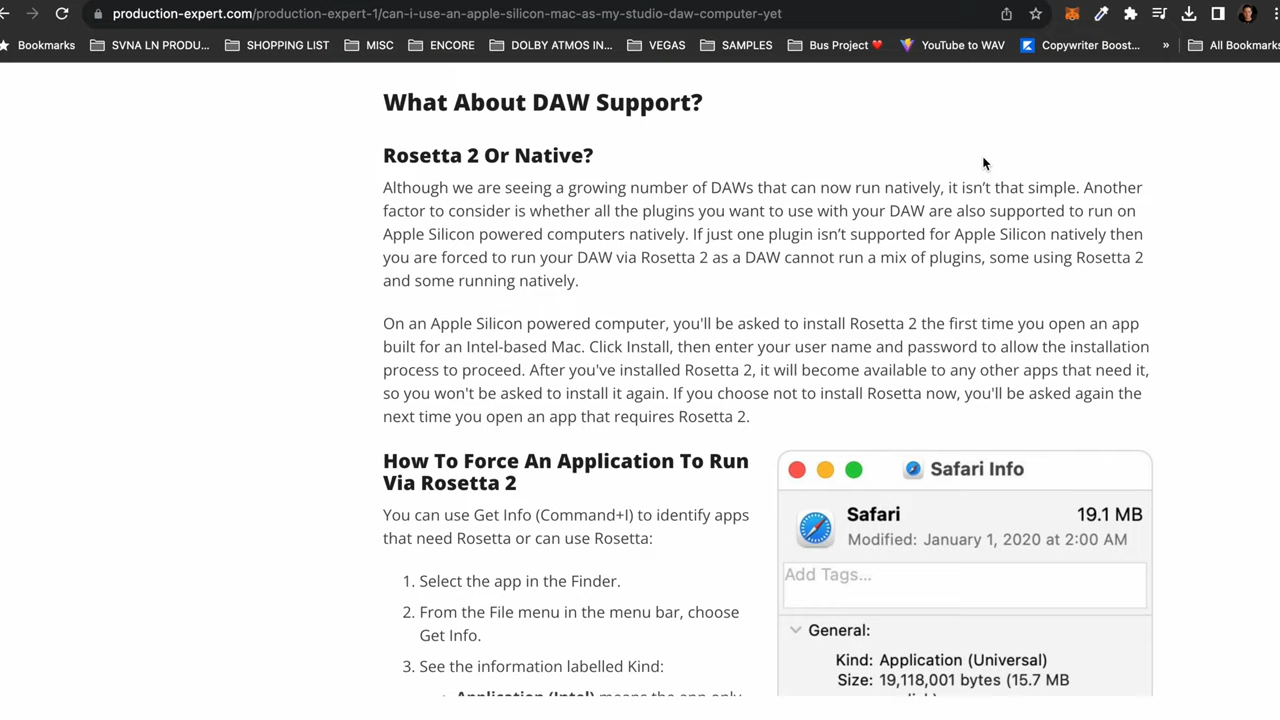 production-expert.com/production-expert-1/can-i-use-an-apple-silicon-mac-as-my-studio-daw-computer-yet
Bookmarks SVNA LN PRODU... SHOPPING LIST MISC ENCORE DOLBY ATMOS IN... VEGAS SAMPLES Bus Project ❤️ YouTube to WAV Copywriter Boost... » All Bookmarks
What About DAW Support?
Rosetta 2 Or Native?
Although we are seeing a growing number of DAWs that can now run natively, it isn’t that simple. Another
factor to consider is whether all the plugins you want to use with your DAW are also supported to run on
Apple Silicon powered computers natively. If just one plugin isn’t supported for Apple Silicon natively then
you are forced to run your DAW via Rosetta 2 as a DAW cannot run a mix of plugins, some using Rosetta 2
and some running natively.
On an Apple Silicon powered computer, you'll be asked to install Rosetta 2 the first time you open an app
built for an Intel-based Mac. Click Install, then enter your user name and password to allow the installation
process to proceed. After you've installed Rosetta 2, it will become available to any other apps that need it,
so you won't be asked to install it again. If you choose not to install Rosetta now, you'll be asked again the
next time you open an app that requires Rosetta 2.
How To Force An Application To Run
Via Rosetta 2
You can use Get Info (Command+I) to identify apps
that need Rosetta or can use Rosetta:
1. Select the app in the Finder.
2. From the File menu in the menu bar, choose
Get Info.
3. See the information labelled Kind:
Application (Intel) means the app only
Safari Info
Safari 19.1 MB
Modified: January 1, 2020 at 2:00 AM
Add Tags...
General:
Kind: Application (Universal)
Size: 19,118,001 bytes (15.7 MB